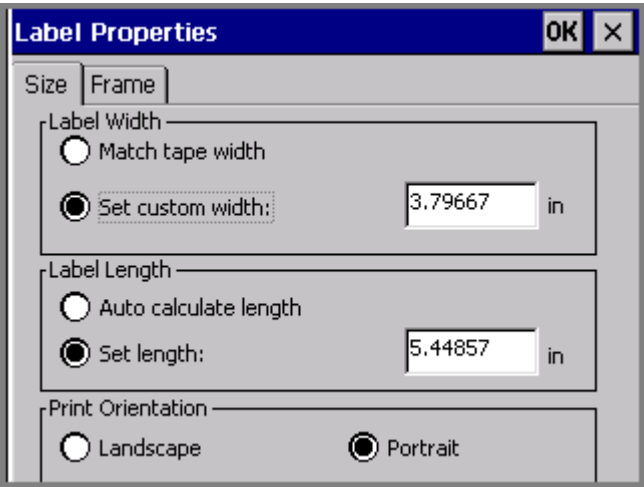 Label Properties OK ×
Size Frame
Label Width
Match tape width
Set custom width: 3.79667 in
Label Length
Auto calculate length
Set length: 5.44857 in
Print Orientation
Landscape Portrait